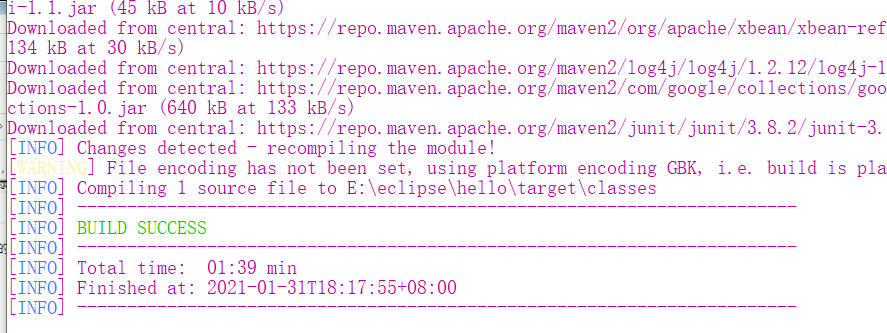 i-1.1.jar (45 kB at 10 kB/s)
Downloaded from central: https://repo.maven.apache.org/maven2/org/apache/xbean/xbean-ref
134 kB at 30 kB/s)
Downloaded from central: https://repo.maven.apache.org/maven2/log4j/log4j/1.2.12/log4j-1
Downloaded from central: https://repo.maven.apache.org/maven2/com/google/collections/goo
ctions-1.0.jar (640 kB at 133 kB/s)
Downloaded from central: https://repo.maven.apache.org/maven2/junit/junit/3.8.2/junit-3.
[INFO] Changes detected - recompiling the module!
[WARNING] File encoding has not been set, using platform encoding GBK, i.e. build is pla
[INFO] Compiling 1 source file to E:\eclipse\hello\target\classes
[INFO] ------------------------------------------------------------------------
[INFO] BUILD SUCCESS
[INFO] ------------------------------------------------------------------------
[INFO] Total time:  01:39 min
[INFO] Finished at: 2021-01-31T18:17:55+08:00
[INFO] ------------------------------------------------------------------------